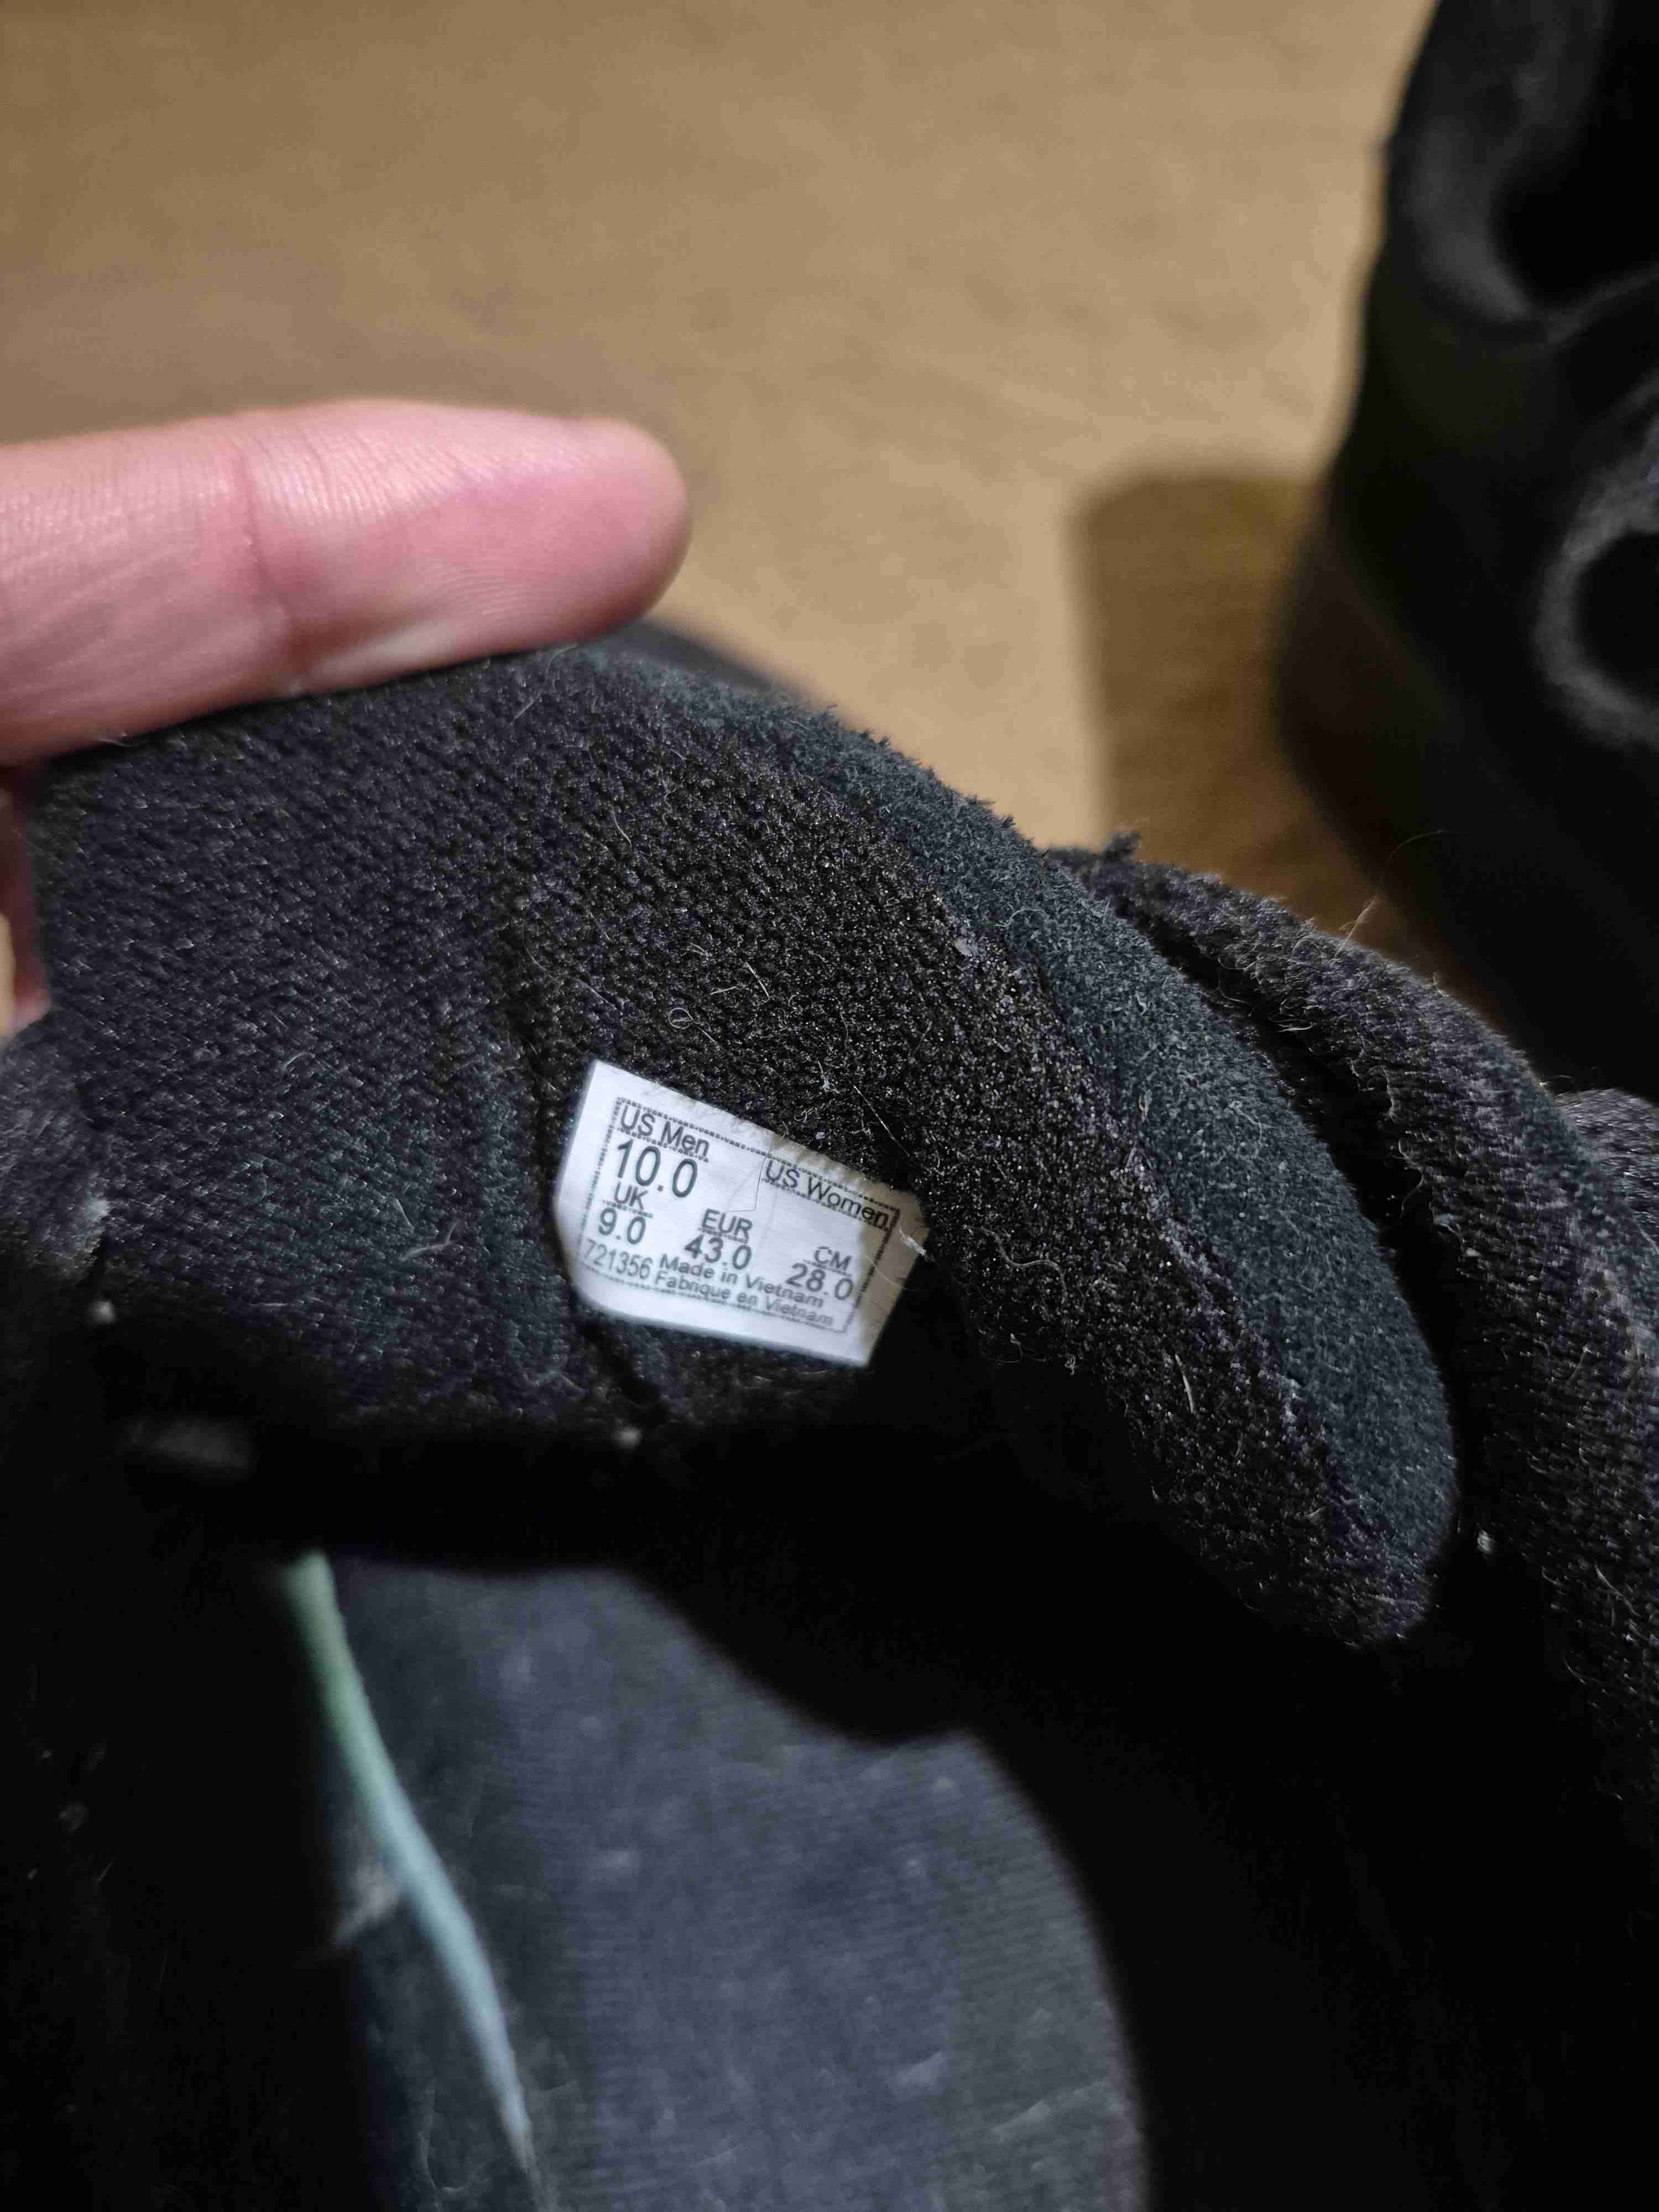 US Men
10.0 US Women
UK EUR CM
9.0 43.0 28.0
721356 Made in Vietnam
Fabriqué en Vietnam